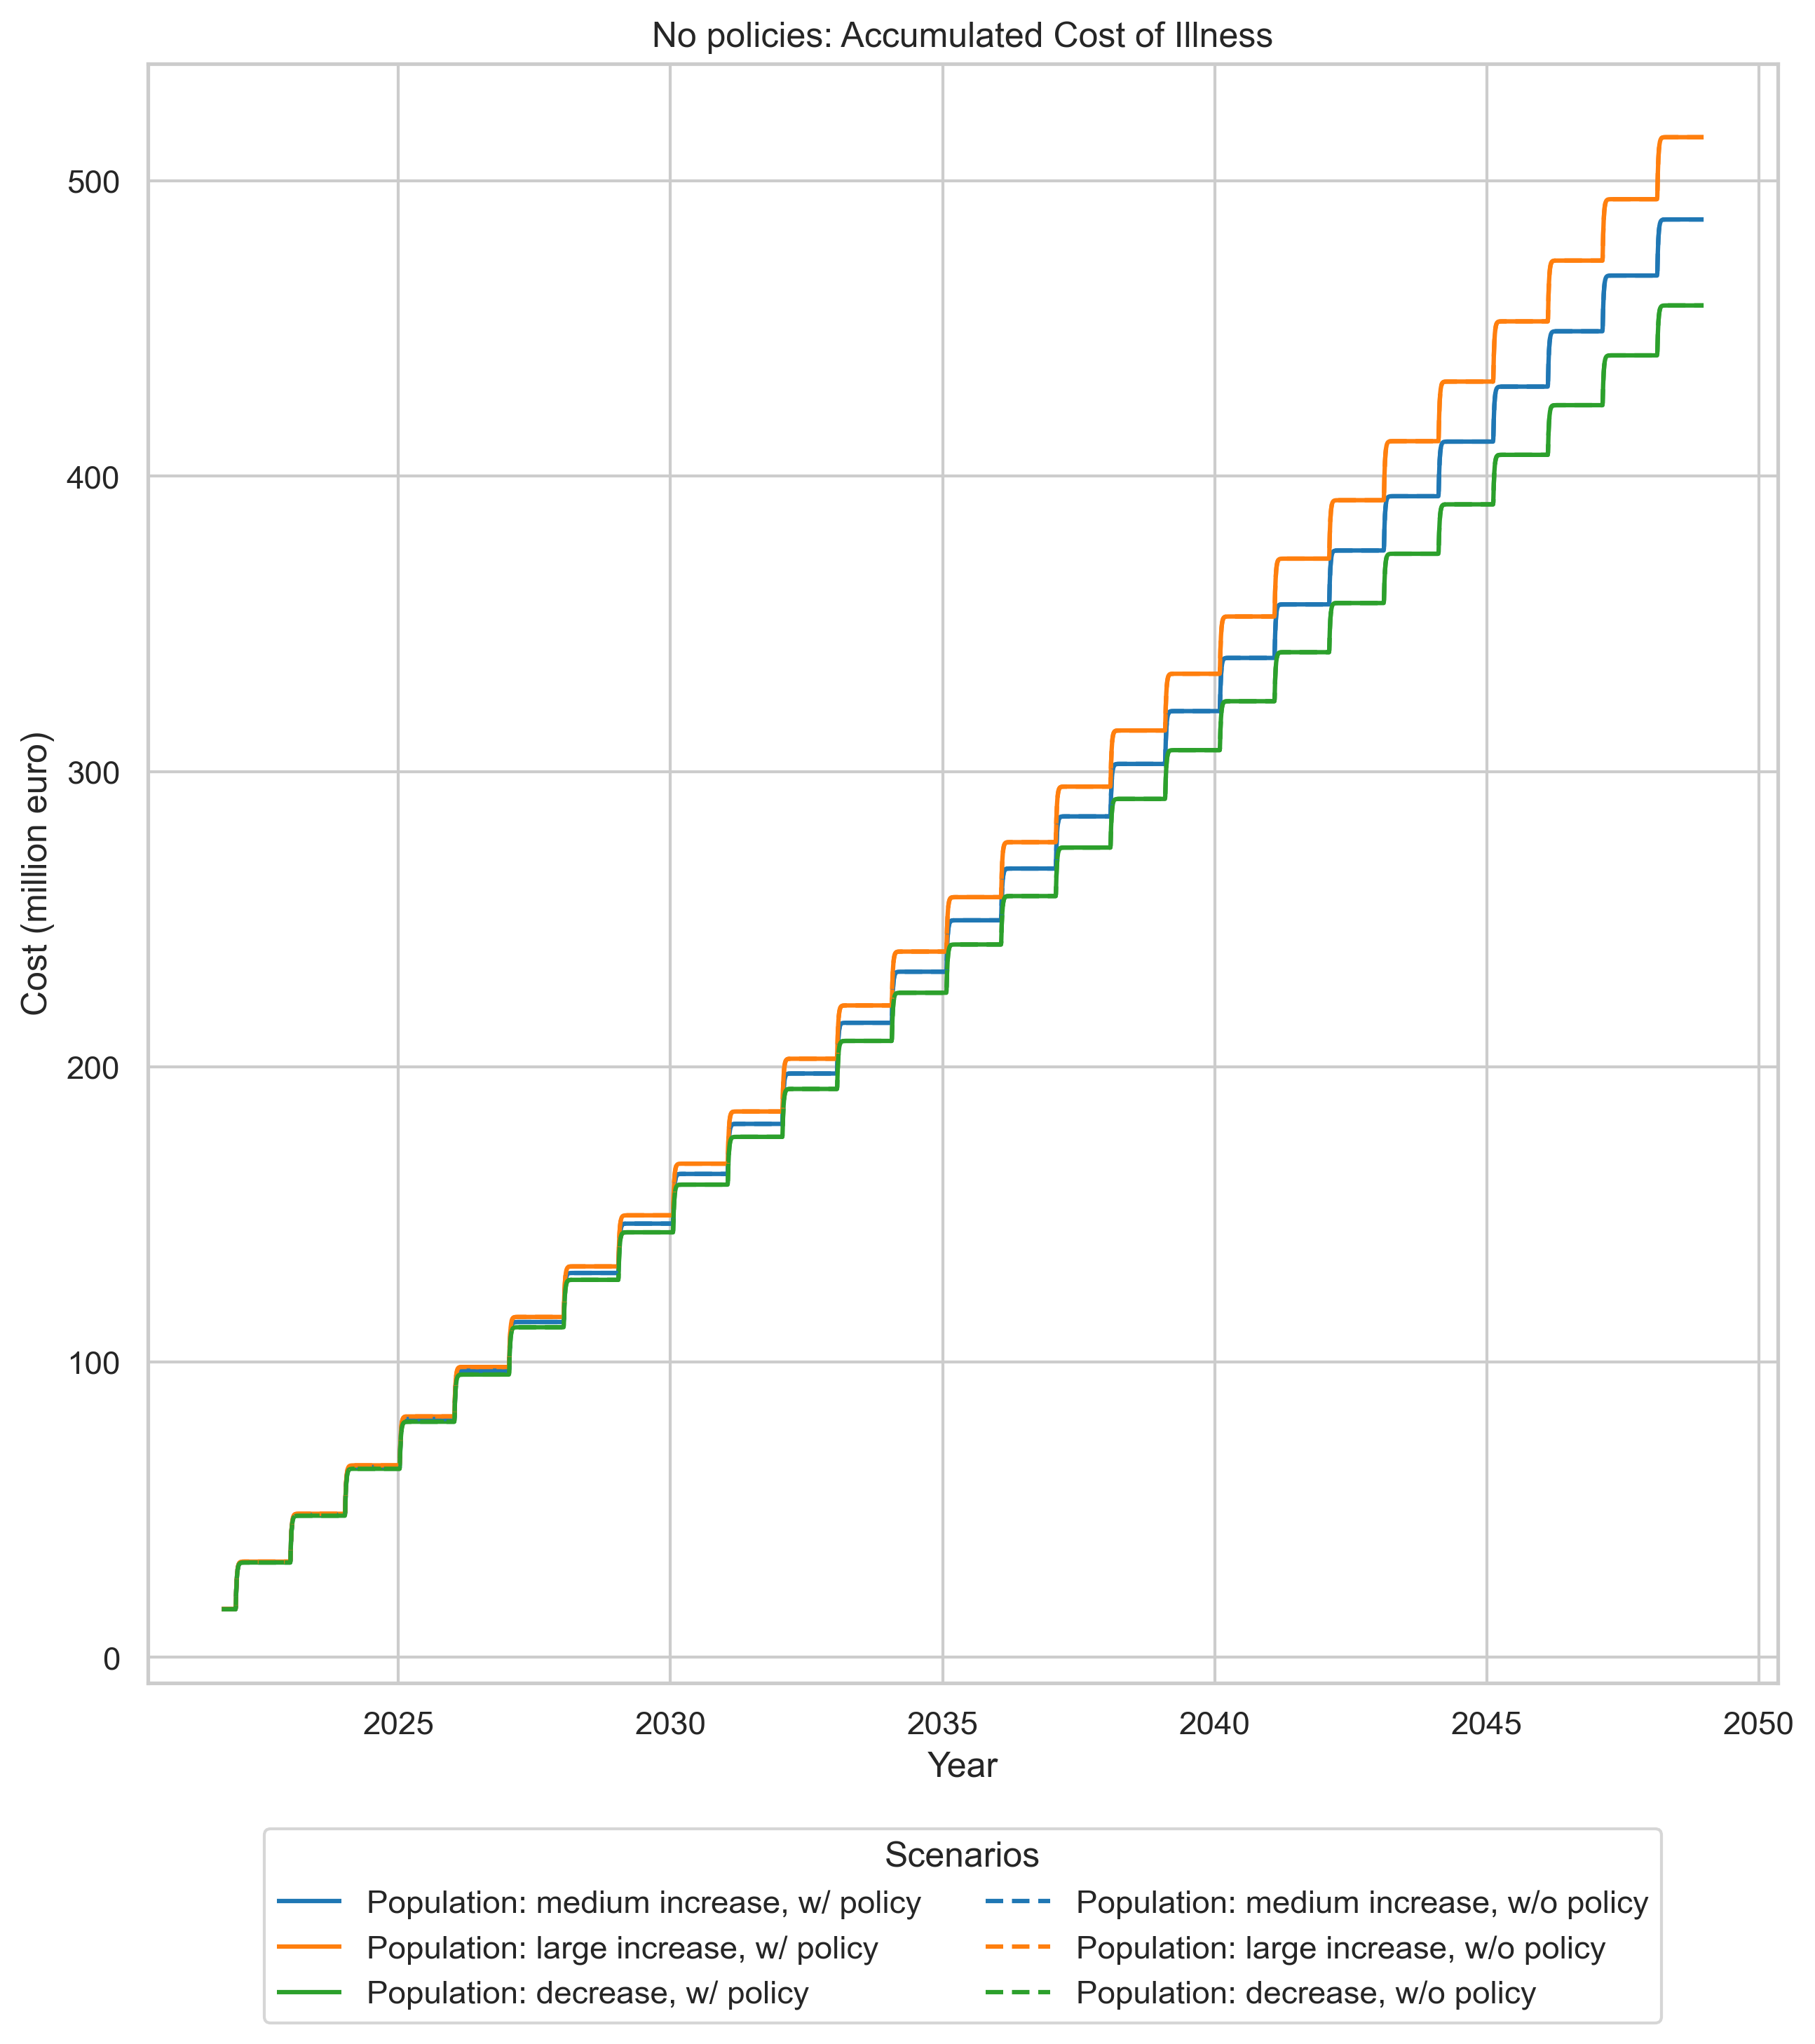 No policies: Accumulated Cost of Illness
500
400
300
200
100
0
Cost (million euro)
2025 2030 2035 2040 2045 2050
Year
Scenarios
Population: medium increase, w/ policy
Population: large increase, w/ policy
Population: decrease, w/ policy
Population: medium increase, w/o policy
Population: large increase, w/o policy
Population: decrease, w/o policy